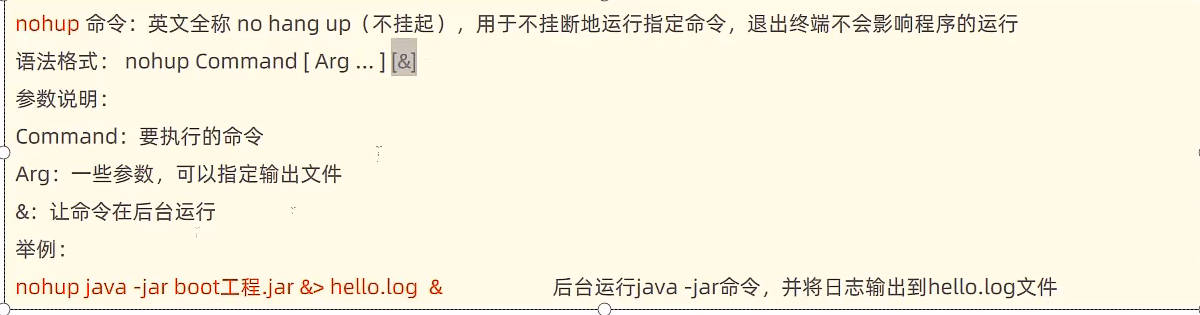 nohup 命令：英文全称 no hang up（不挂起），用于不挂断地运行指定命令，退出终端不会影响程序的运行
语法格式： nohup Command [ Arg … ] [&]
参数说明：
Command：要执行的命令
Arg：一些参数，可以指定输出文件
&：让命令在后台运行
举例：
nohup java -jar boot工程.jar &> hello.log & 后台运行java -jar命令，并将日志输出到hello.log文件